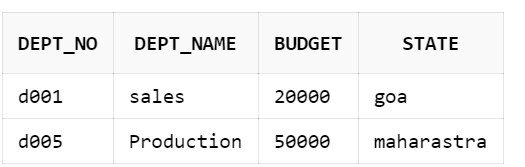 DEPT_NO DEPT_NAME BUDGET STATE
d001 sales 20000 goa
d005 Production 50000 maharastra